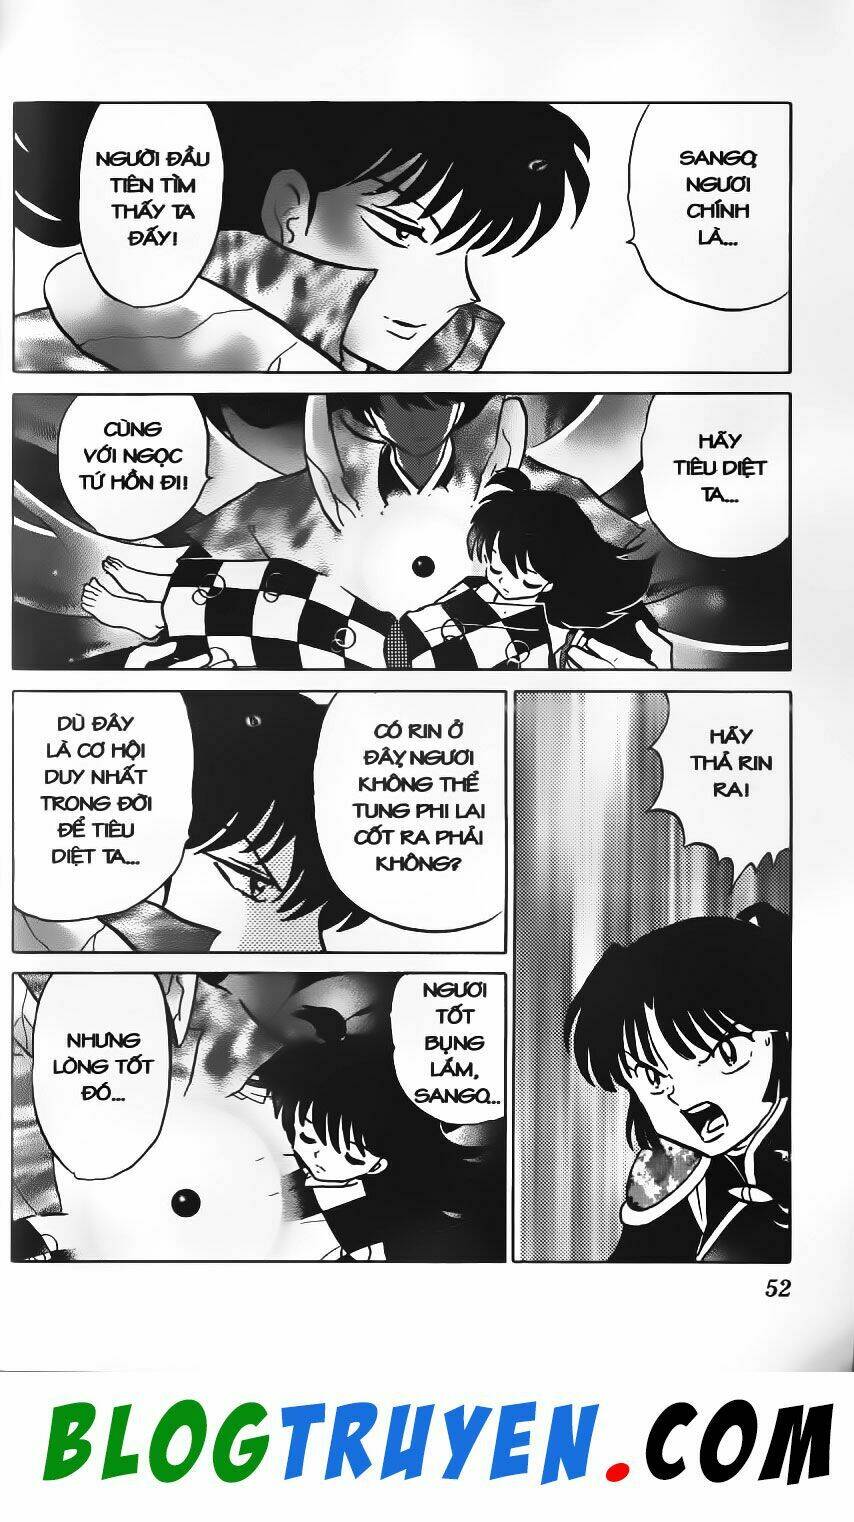 SANGO,
NGƯƠI
CHÍNH
LÀ...
NGƯỜI ĐẦU
TIÊN TÌM
THẤY TA
ĐẤY!
HÃY
TIÊU DIỆT
TA...
CÙNG
VỚI NGỌC
TỨ HỒN ĐI!
HÃY
THẢ RIN
RA!
CÓ RIN Ở
ĐÂY, NGƯƠI
KHÔNG THỂ
TUNG PHI LAI
CỐT RA PHẢI
KHÔNG?
DÙ ĐÂY
LÀ CƠ HỘI
DUY NHẤT
TRONG ĐỜI
ĐỂ TIÊU
DIỆT TA...
NGƯƠI
TỐT
BỤNG
LẮM,
SANGO...
NHƯNG
LÒNG TỐT
ĐÓ...
52
BLOGTRUYEN.COM